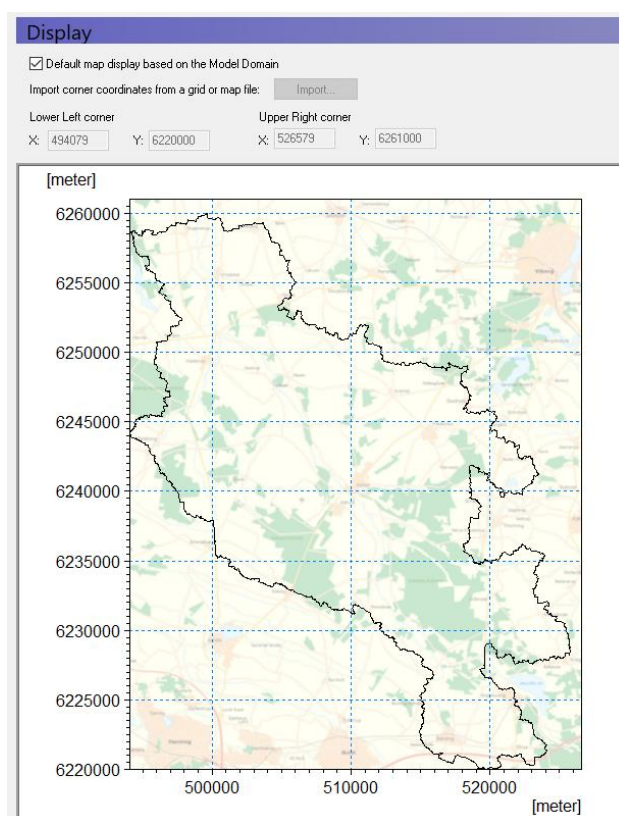 Display
Default map display based on the Model Domain
Import corner coordinates from a grid or map file: Import...
Lower Left corner Upper Right corner
X: 494079 Y: 6220000 X: 526579 Y: 6261000
[meter]
6260000
6255000
6250000
6245000
6240000
6235000
6230000
6225000
6220000
500000 510000 520000
[meter]